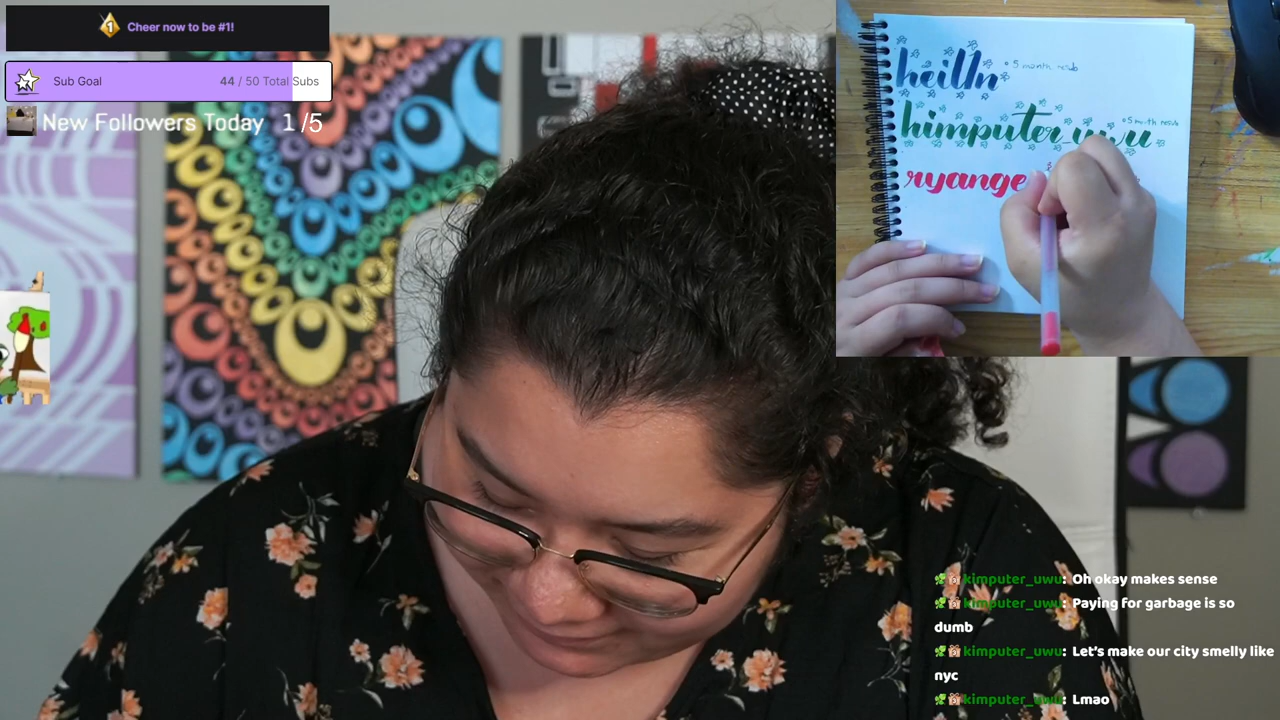 Cheer now to be #1!
Sub Goal 44 / 50 Total Subs
New Followers Today 1 /5
5 month resub
himputer_uwu
5 month resub
ryange
kimputer_uwu: Oh okay makes sense
kimputer_uwu: Paying for garbage is so
dumb
kimputer_uwu: Let's make our city smelly like
nyc
kimputer_uwu: Lmao